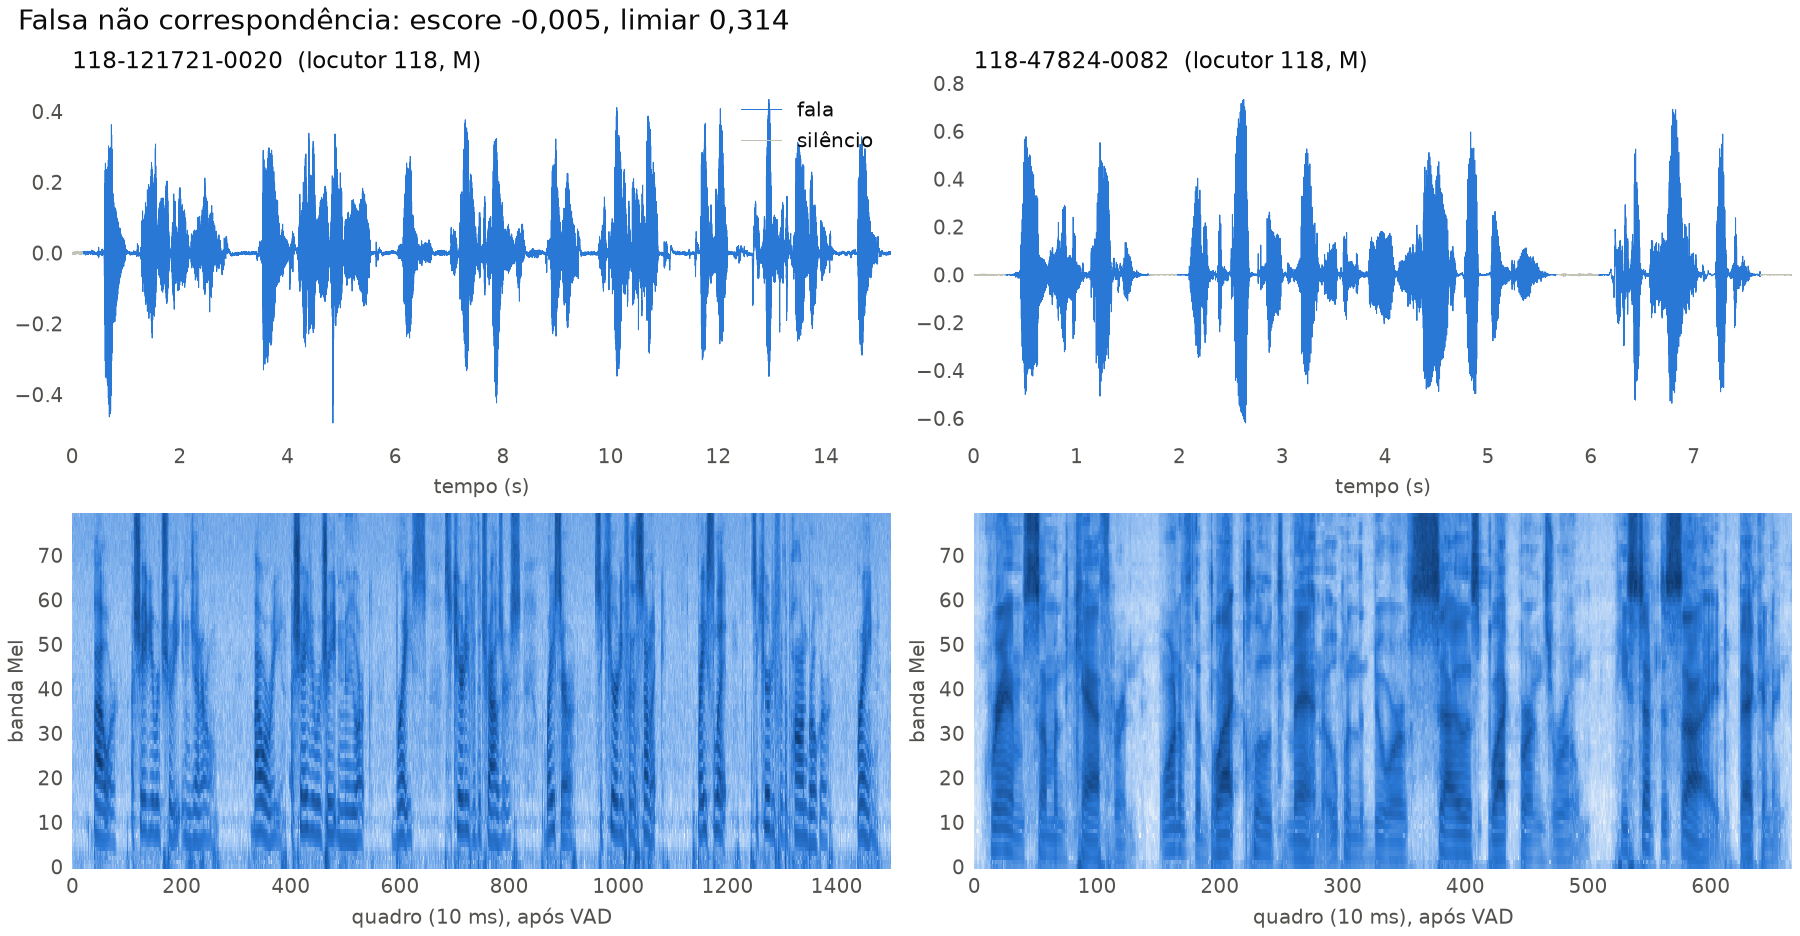 Falsa não correspondência: escore -0,005, limiar 0,314
118-121721-0020  (locutor 118, M)
fala
silêncio
0.4
0.2
0.0
−0.2
−0.4
0 2 4 6 8 10 12 14
tempo (s)
118-47824-0082  (locutor 118, M)
0.8
0.6
0.4
0.2
0.0
−0.2
−0.4
−0.6
0 1 2 3 4 5 6 7
tempo (s)
banda Mel
70
60
50
40
30
20
10
0
0 200 400 600 800 1000 1200 1400
quadro (10 ms), após VAD
banda Mel
70
60
50
40
30
20
10
0
0 100 200 300 400 500 600
quadro (10 ms), após VAD